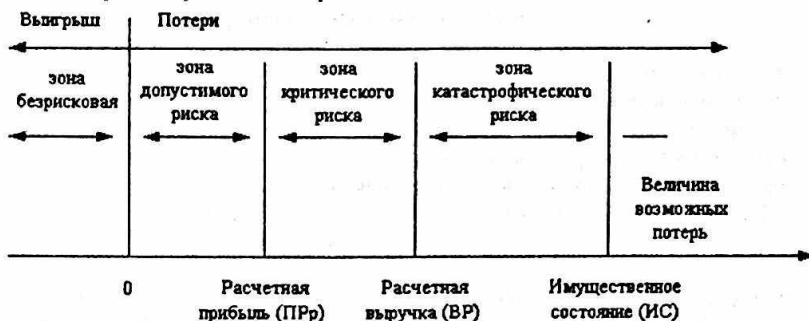 Выигрыш Потери
зона
безрисковая
зона
допустимого
риска
зона
критического
риска
зона
катастрофического
риска
Величина
возможных
потерь
0
Расчетная
прибыль (ПРр)
Расчетная
выручка (ВР)
Имущественное
состояние (ИС)